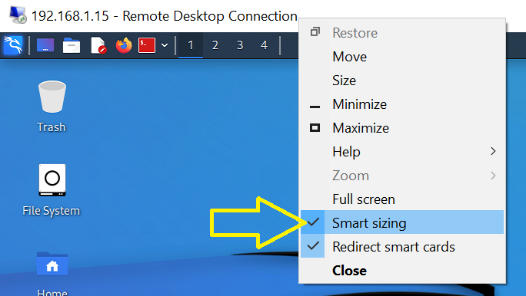 192.168.1.15 - Remote Desktop Connection
1 2 3 4
Trash
File System
Home
Restore
Move
Size
Minimize
Maximize
Help
Zoom
Full screen
Smart sizing
Redirect smart cards
Close